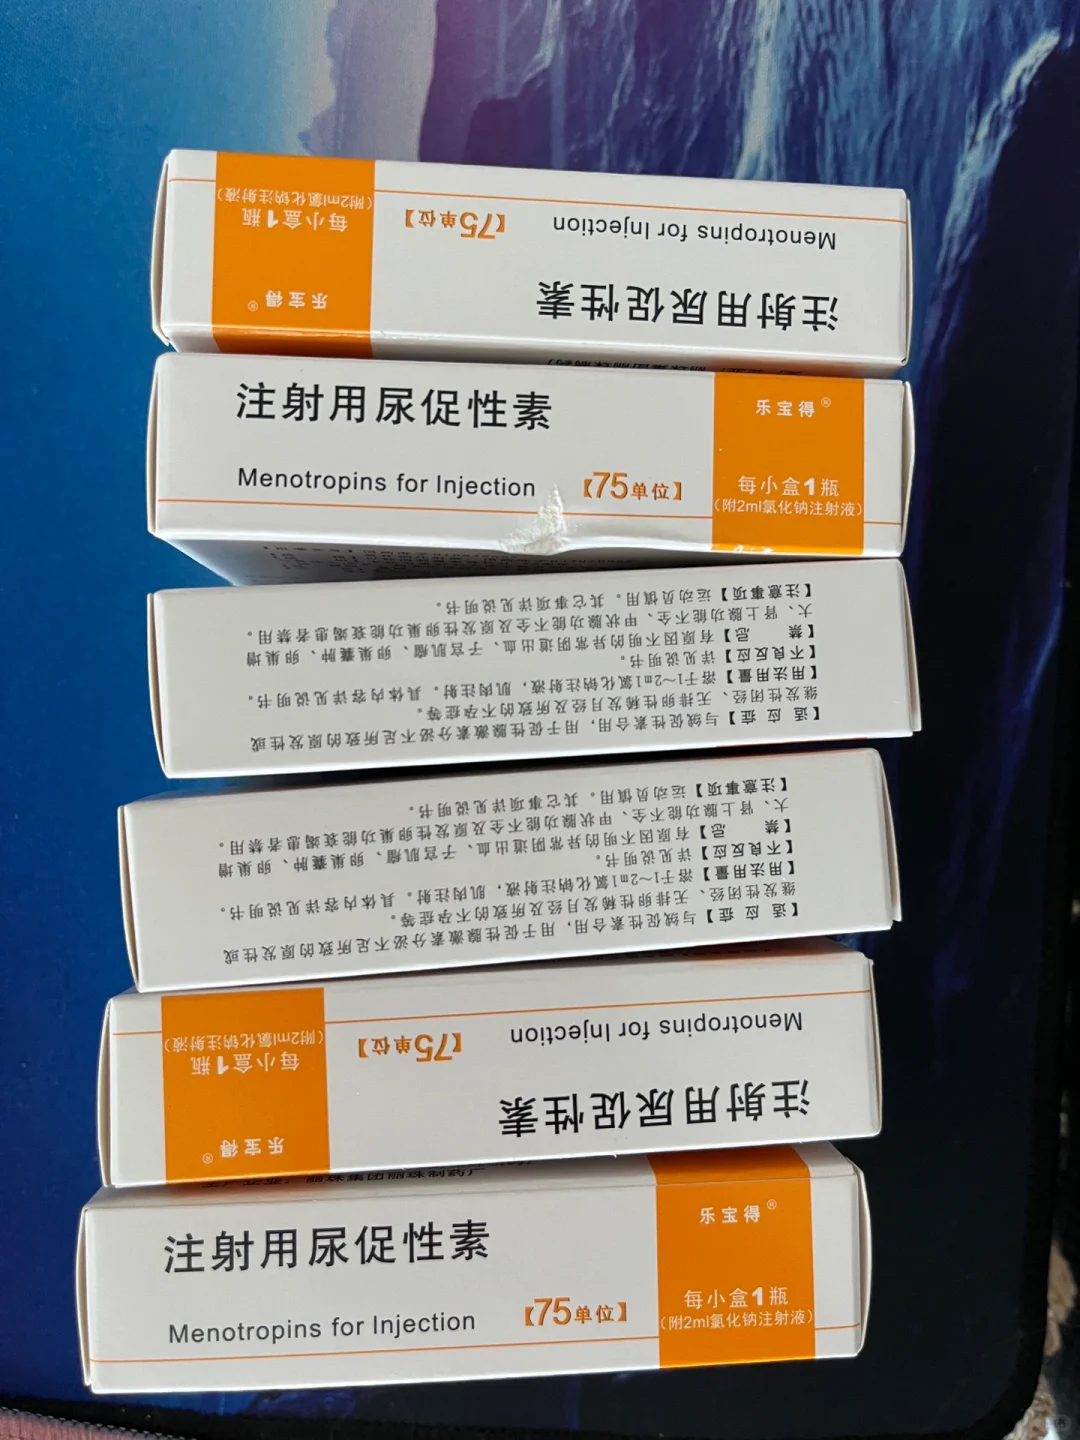 注射用尿促性素
Menotropins for Injection
【75单位】
乐宝得®
每小盒1瓶
(附2ml氯化钠注射液)
注射用尿促性素
Menotropins for Injection
【75单位】
乐宝得®
每小盒1瓶
(附2ml氯化钠注射液)
【适 应 症】与绒促性素合用，用于促性腺激素分泌不足所致的原发性或
继发性闭经、无排卵性稀发月经及所致的不孕症等。
【用法用量】溶于1~2ml氯化钠注射液，肌肉注射。具体内容详见说明书。
【不良反应】详见说明书。
【禁 忌】有原因不明的异常阴道出血、子宫肌瘤、卵巢囊肿、卵巢增
大、肾上腺功能不全、甲状腺功能不全及原发性卵巢功能衰竭患者禁用。
【注意事项】运动员慎用。其它事项详见说明书。
【适 应 症】与绒促性素合用，用于促性腺激素分泌不足所致的原发性或
继发性闭经、无排卵性稀发月经及所致的不孕症等。
【用法用量】溶于1~2ml氯化钠注射液，肌肉注射。具体内容详见说明书。
【不良反应】详见说明书。
【禁 忌】有原因不明的异常阴道出血、子宫肌瘤、卵巢囊肿、卵巢增
大、肾上腺功能不全、甲状腺功能不全及原发性卵巢功能衰竭患者禁用。
【注意事项】运动员慎用。其它事项详见说明书。
注射用尿促性素
Menotropins for Injection
【75单位】
乐宝得®
每小盒1瓶
(附2ml氯化钠注射液)
生产企业：丽珠集团丽珠制药厂
注射用尿促性素
Menotropins for Injection
【75单位】
乐宝得®
每小盒1瓶
(附2ml氯化钠注射液)